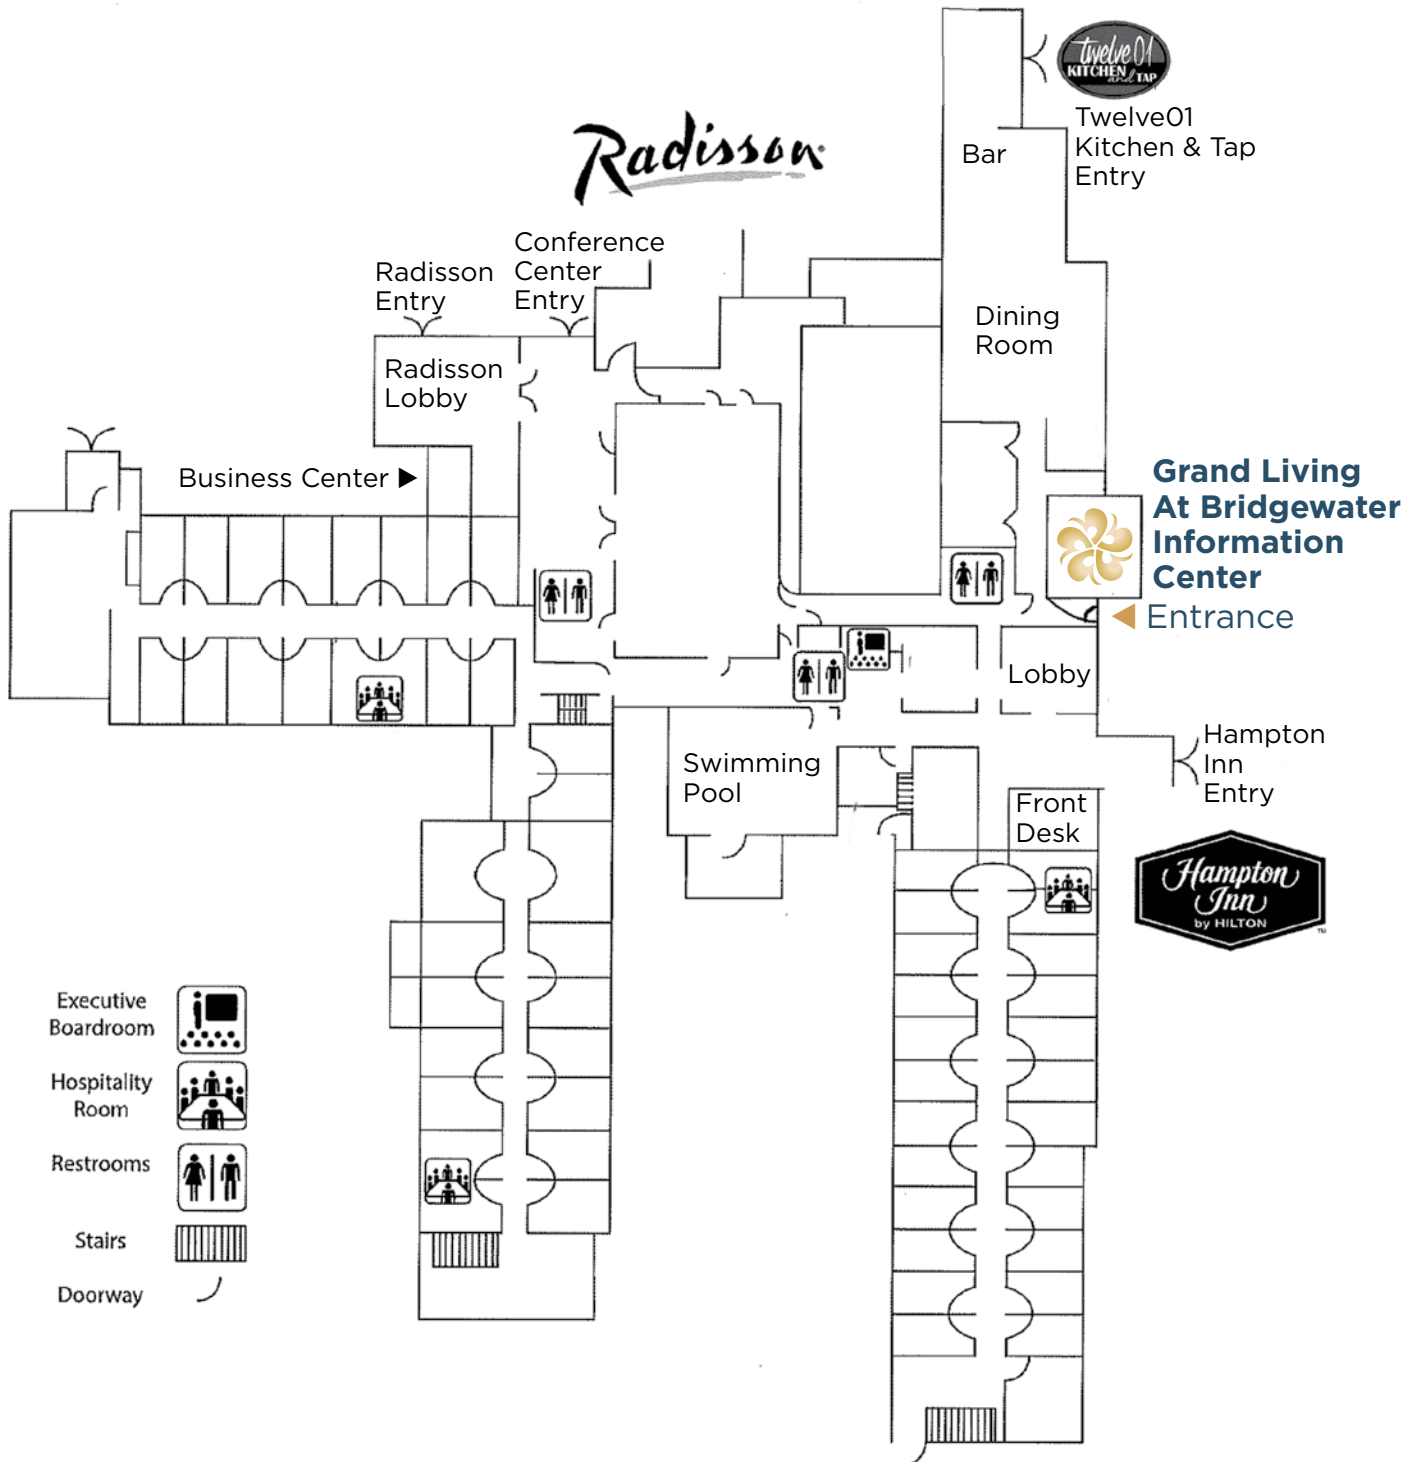 twelve01
KITCHEN and TAP
Twelve01
Kitchen & Tap
Entry
Radisson
Bar
Conference
Center
Entry
Radisson
Entry
Dining
Room
Radisson
Lobby
Business Center
Grand Living
At Bridgewater
Information
Center
Entrance
Lobby
Hampton
Inn
Entry
Swimming
Pool
Front
Desk
Hampton
Inn
by HILTON
TM
Executive
Boardroom
Hospitality
Room
Restrooms
Stairs
Doorway